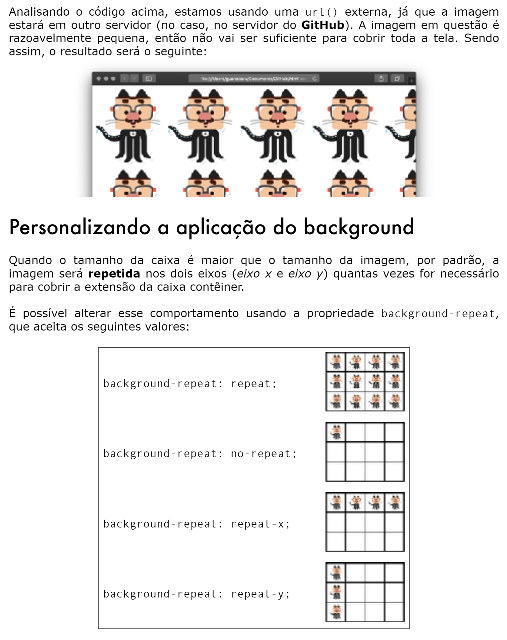 Analisando o código acima, estamos usando uma url() externa, já que a imagem
estará em outro servidor (no caso, no servidor do GitHub). A imagem em questão é
razoavelmente pequena, então não vai ser suficiente para cobrir toda a tela. Sendo
assim, o resultado será o seguinte:
Personalizando a aplicação do background
Quando o tamanho da caixa é maior que o tamanho da imagem, por padrão, a
imagem será repetida nos dois eixos (eixo x e eixo y) quantas vezes for necessário
para cobrir a extensão da caixa contêiner.
É possível alterar esse comportamento usando a propriedade background-repeat,
que aceita os seguintes valores:
background-repeat: repeat;
background-repeat: no-repeat;
background-repeat: repeal-x;
background-repeat: repeal-y;